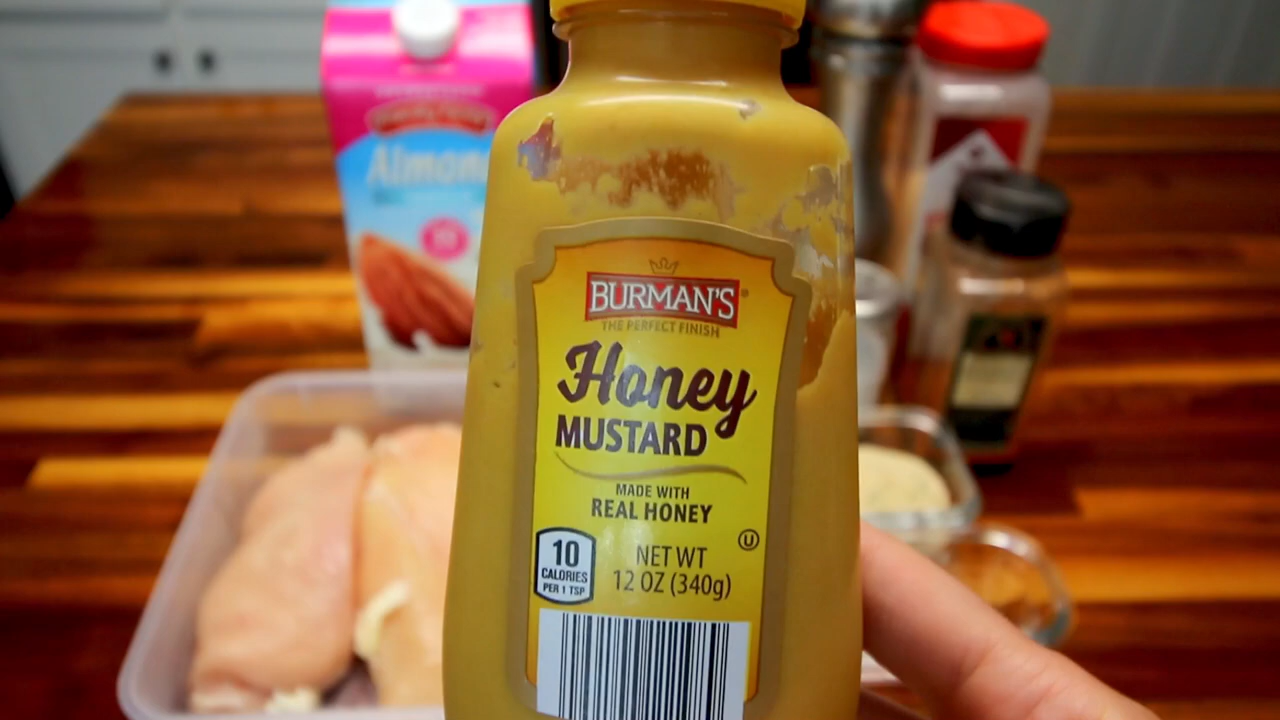 Almond
BURMAN'S®
THE PERFECT FINISH
Honey
MUSTARD
MADE WITH
REAL HONEY
U
10
CALORIES
PER 1 TSP
NET WT
12 OZ (340g)